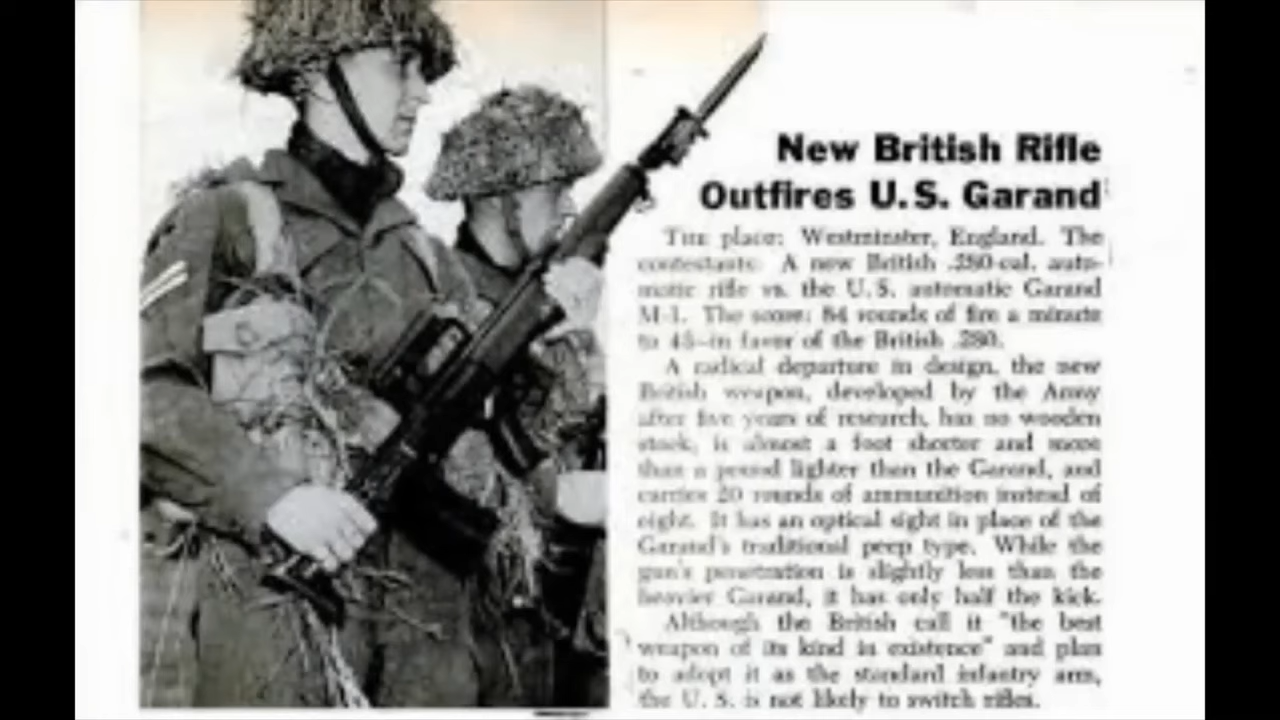 New British Rifle
Outfires U.S. Garand
THE place: Westminster, England. The
contestants: A new British .280-cal. auto-
matic rifle vs. the U. S. automatic Garand
M-1. The score: 84 rounds of fire a minute
to 43—in favor of the British .280.
A radical departure in design, the new
British weapon, developed by the Army
after five years of research, has no wooden
stock, is almost a foot shorter and more
than a pound lighter than the Garand, and
carries 20 rounds of ammunition instead of
eight. It has an optical sight in place of the
Garand's traditional peep type. While the
gun's penetration is slightly less than the
heavier Garand, it has only half the kick.
Although the British call it "the best
weapon of its kind in existence" and plan
to adopt it as the standard infantry arm,
the U. S. is not likely to switch rifles.